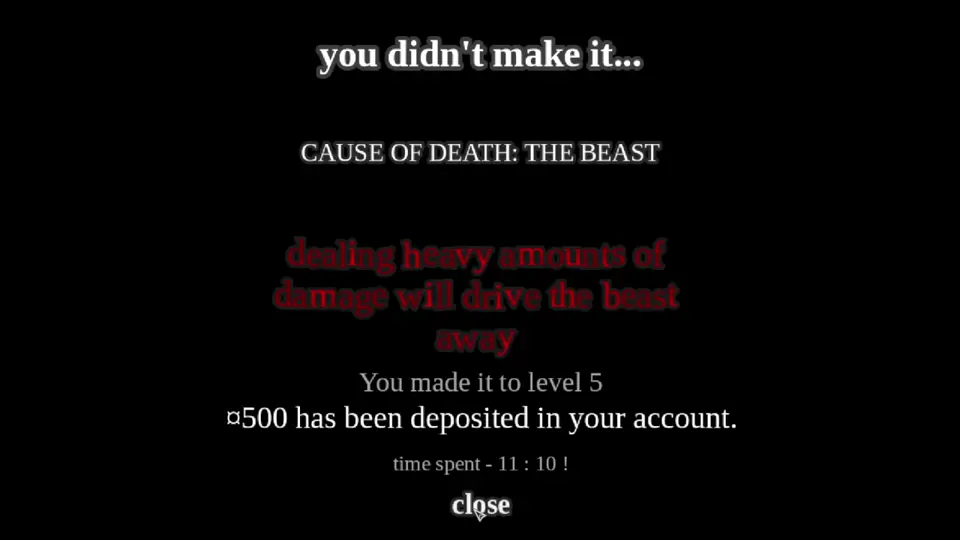 you didn't make it...
CAUSE OF DEATH: THE BEAST
dealing heavy amounts of
damage will drive the beast
away
You made it to level 5
¤500 has been deposited in your account.
time spent - 11 : 10 !
close